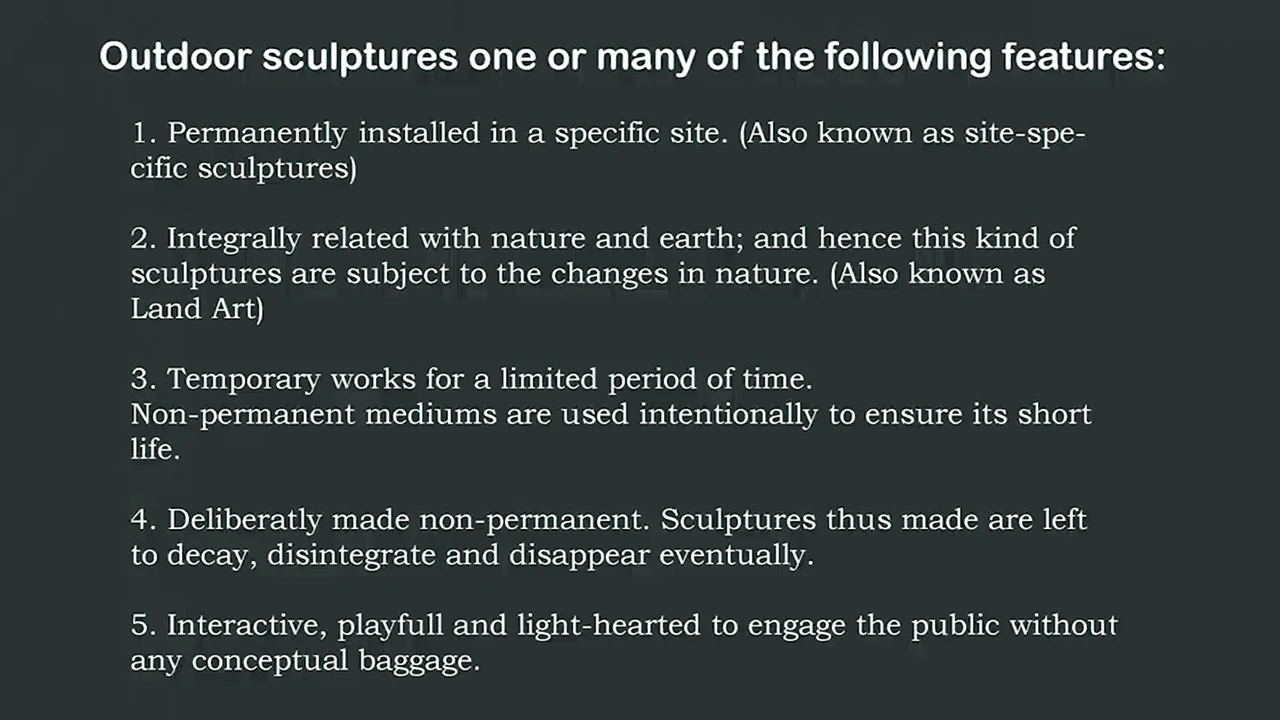 Outdoor sculptures one or many of the following features:
1. Permanently installed in a specific site. (Also known as site-spe-
cific sculptures)
2. Integrally related with nature and earth; and hence this kind of
sculptures are subject to the changes in nature. (Also known as
Land Art)
3. Temporary works for a limited period of time.
Non-permanent mediums are used intentionally to ensure its short
life.
4. Deliberatly made non-permanent. Sculptures thus made are left
to decay, disintegrate and disappear eventually.
5. Interactive, playfull and light-hearted to engage the public without
any conceptual baggage.